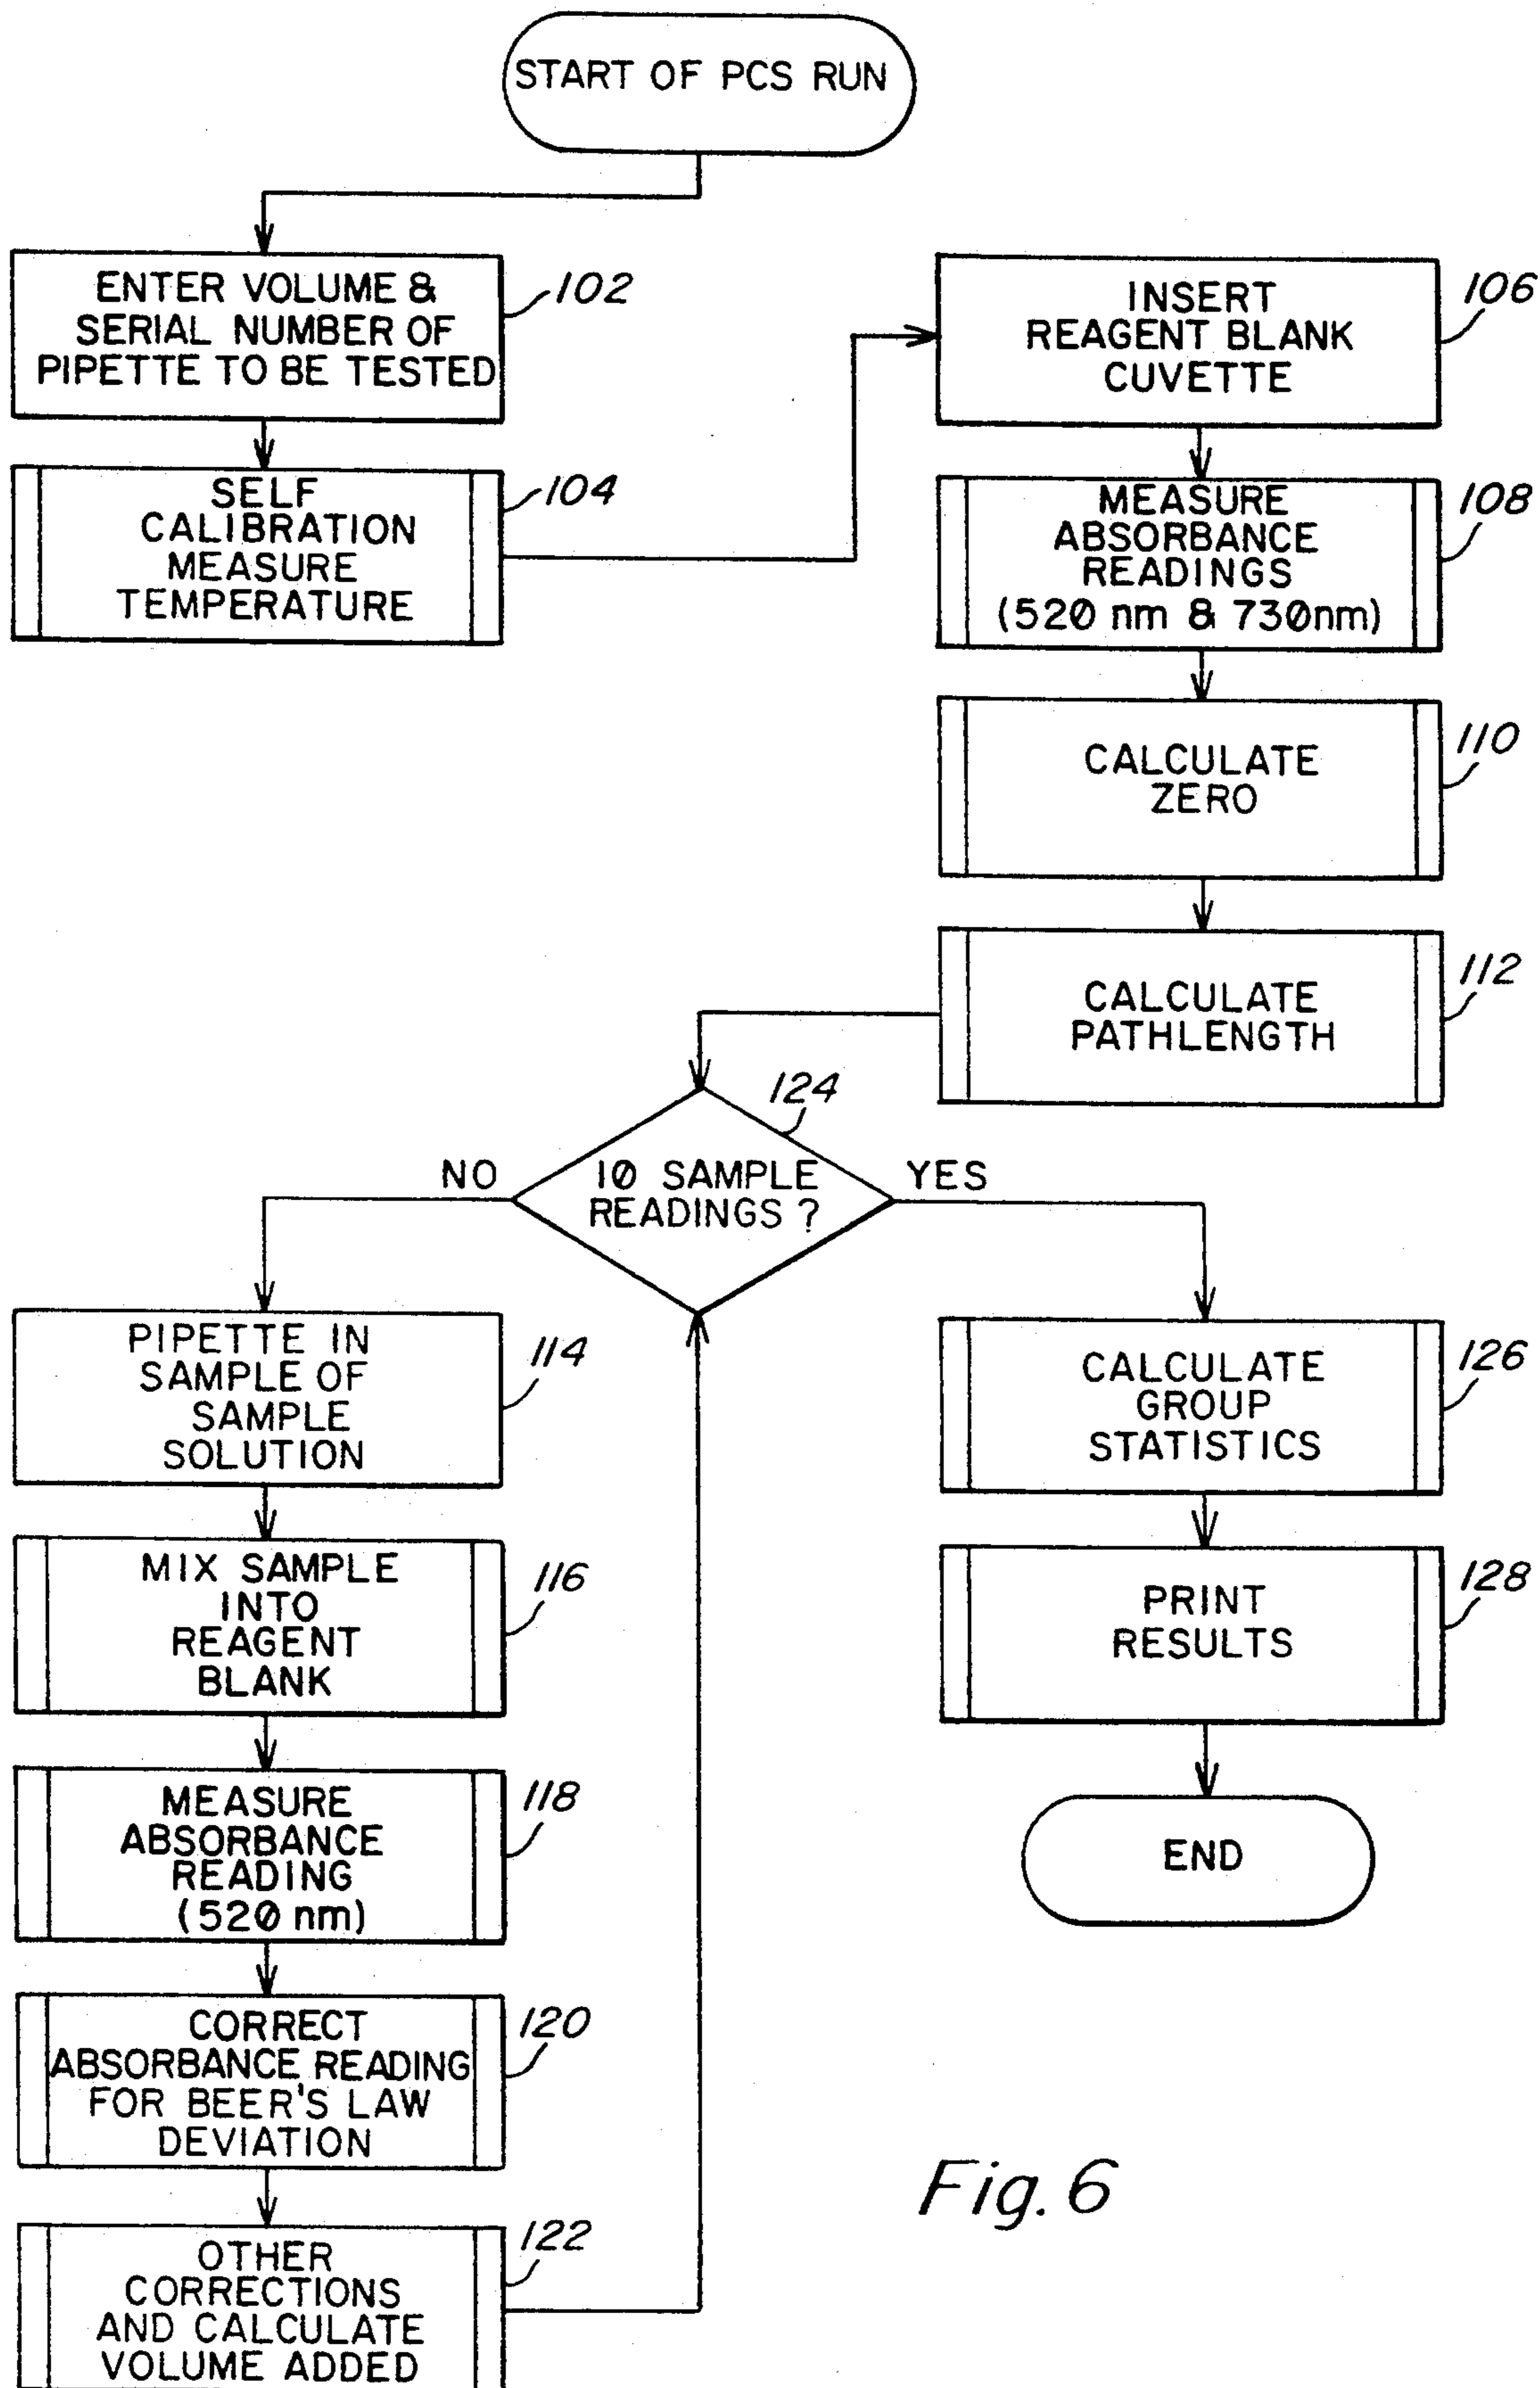 START OF PCS RUN
ENTER VOLUME &
SERIAL NUMBER OF
PIPETTE TO BE TESTED
102
SELF
CALIBRATION
MEASURE
TEMPERATURE
104
INSERT
REAGENT BLANK
CUVETTE
106
MEASURE
ABSORBANCE
READINGS
(520 nm & 730nm)
108
CALCULATE
ZERO
110
CALCULATE
PATHLENGTH
112
124
10 SAMPLE
READINGS ?
NO
YES
PIPETTE IN
SAMPLE OF
SAMPLE
SOLUTION
114
MIX SAMPLE
INTO
REAGENT
BLANK
116
MEASURE
ABSORBANCE
READING
(520 nm)
118
CORRECT
ABSORBANCE READING
FOR BEER'S LAW
DEVIATION
120
OTHER
CORRECTIONS
AND CALCULATE
VOLUME ADDED
122
CALCULATE
GROUP
STATISTICS
126
PRINT
RESULTS
128
END
Fig. 6